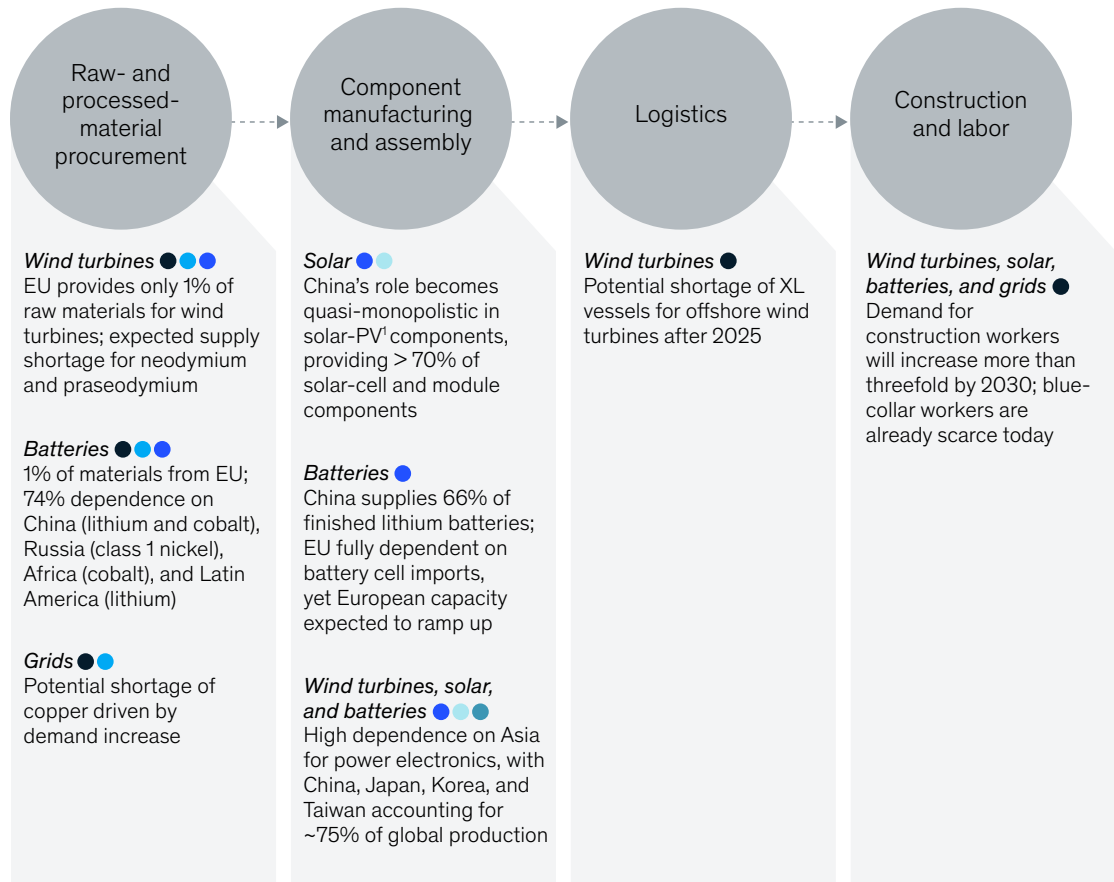 Raw- and
processed-
material
procurement
Component
manufacturing
and assembly
Logistics
Construction
and labor
Wind turbines
EU provides only 1% of
raw materials for wind
turbines; expected supply
shortage for neodymium
and praseodymium
Batteries
1% of materials from EU;
74% dependence on
China (lithium and cobalt),
Russia (class 1 nickel),
Africa (cobalt), and Latin
America (lithium)
Grids
Potential shortage of
copper driven by
demand increase
Solar
China's role becomes
quasi-monopolistic in
solar-PV¹ components,
providing > 70% of
solar-cell and module
components
Batteries
China supplies 66% of
finished lithium batteries;
EU fully dependent on
battery cell imports,
yet European capacity
expected to ramp up
Wind turbines, solar,
and batteries
High dependence on Asia
for power electronics, with
China, Japan, Korea, and
Taiwan accounting for
~75% of global production
Wind turbines
Potential shortage of XL
vessels for offshore wind
turbines after 2025
Wind turbines, solar,
batteries, and grids
Demand for
construction workers
will increase more than
threefold by 2030; blue-
collar workers are
already scarce today